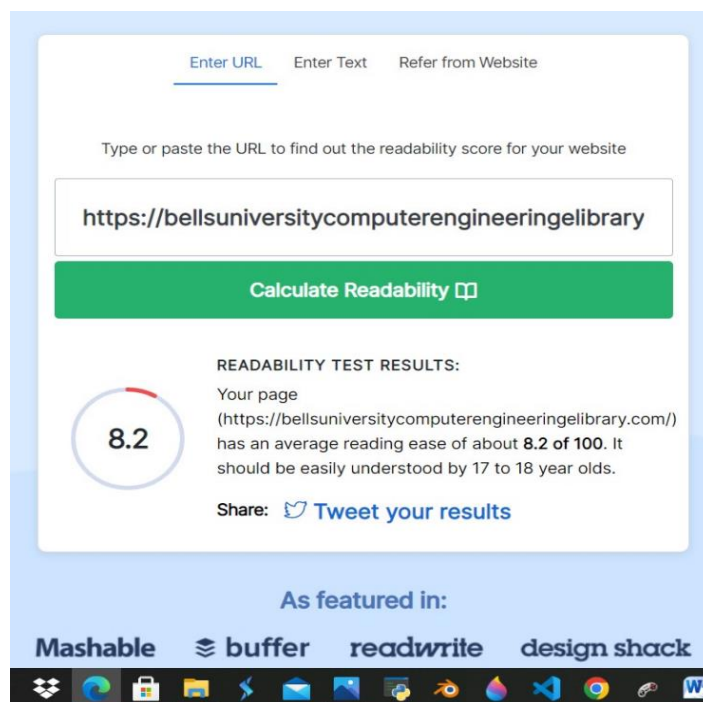 Enter URL Enter Text Refer from Website
Type or paste the URL to find out the readability score for your website
https://bellsuniversitycomputerengineeringelibrary
Calculate Readability
READABILITY TEST RESULTS:
8.2
Your page
(https://bellsuniversitycomputerengineeringelibrary.com/)
has an average reading ease of about 8.2 of 100. It
should be easily understood by 17 to 18 year olds.
Share: Tweet your results
As featured in:
Mashable buffer readwrite design shack
W